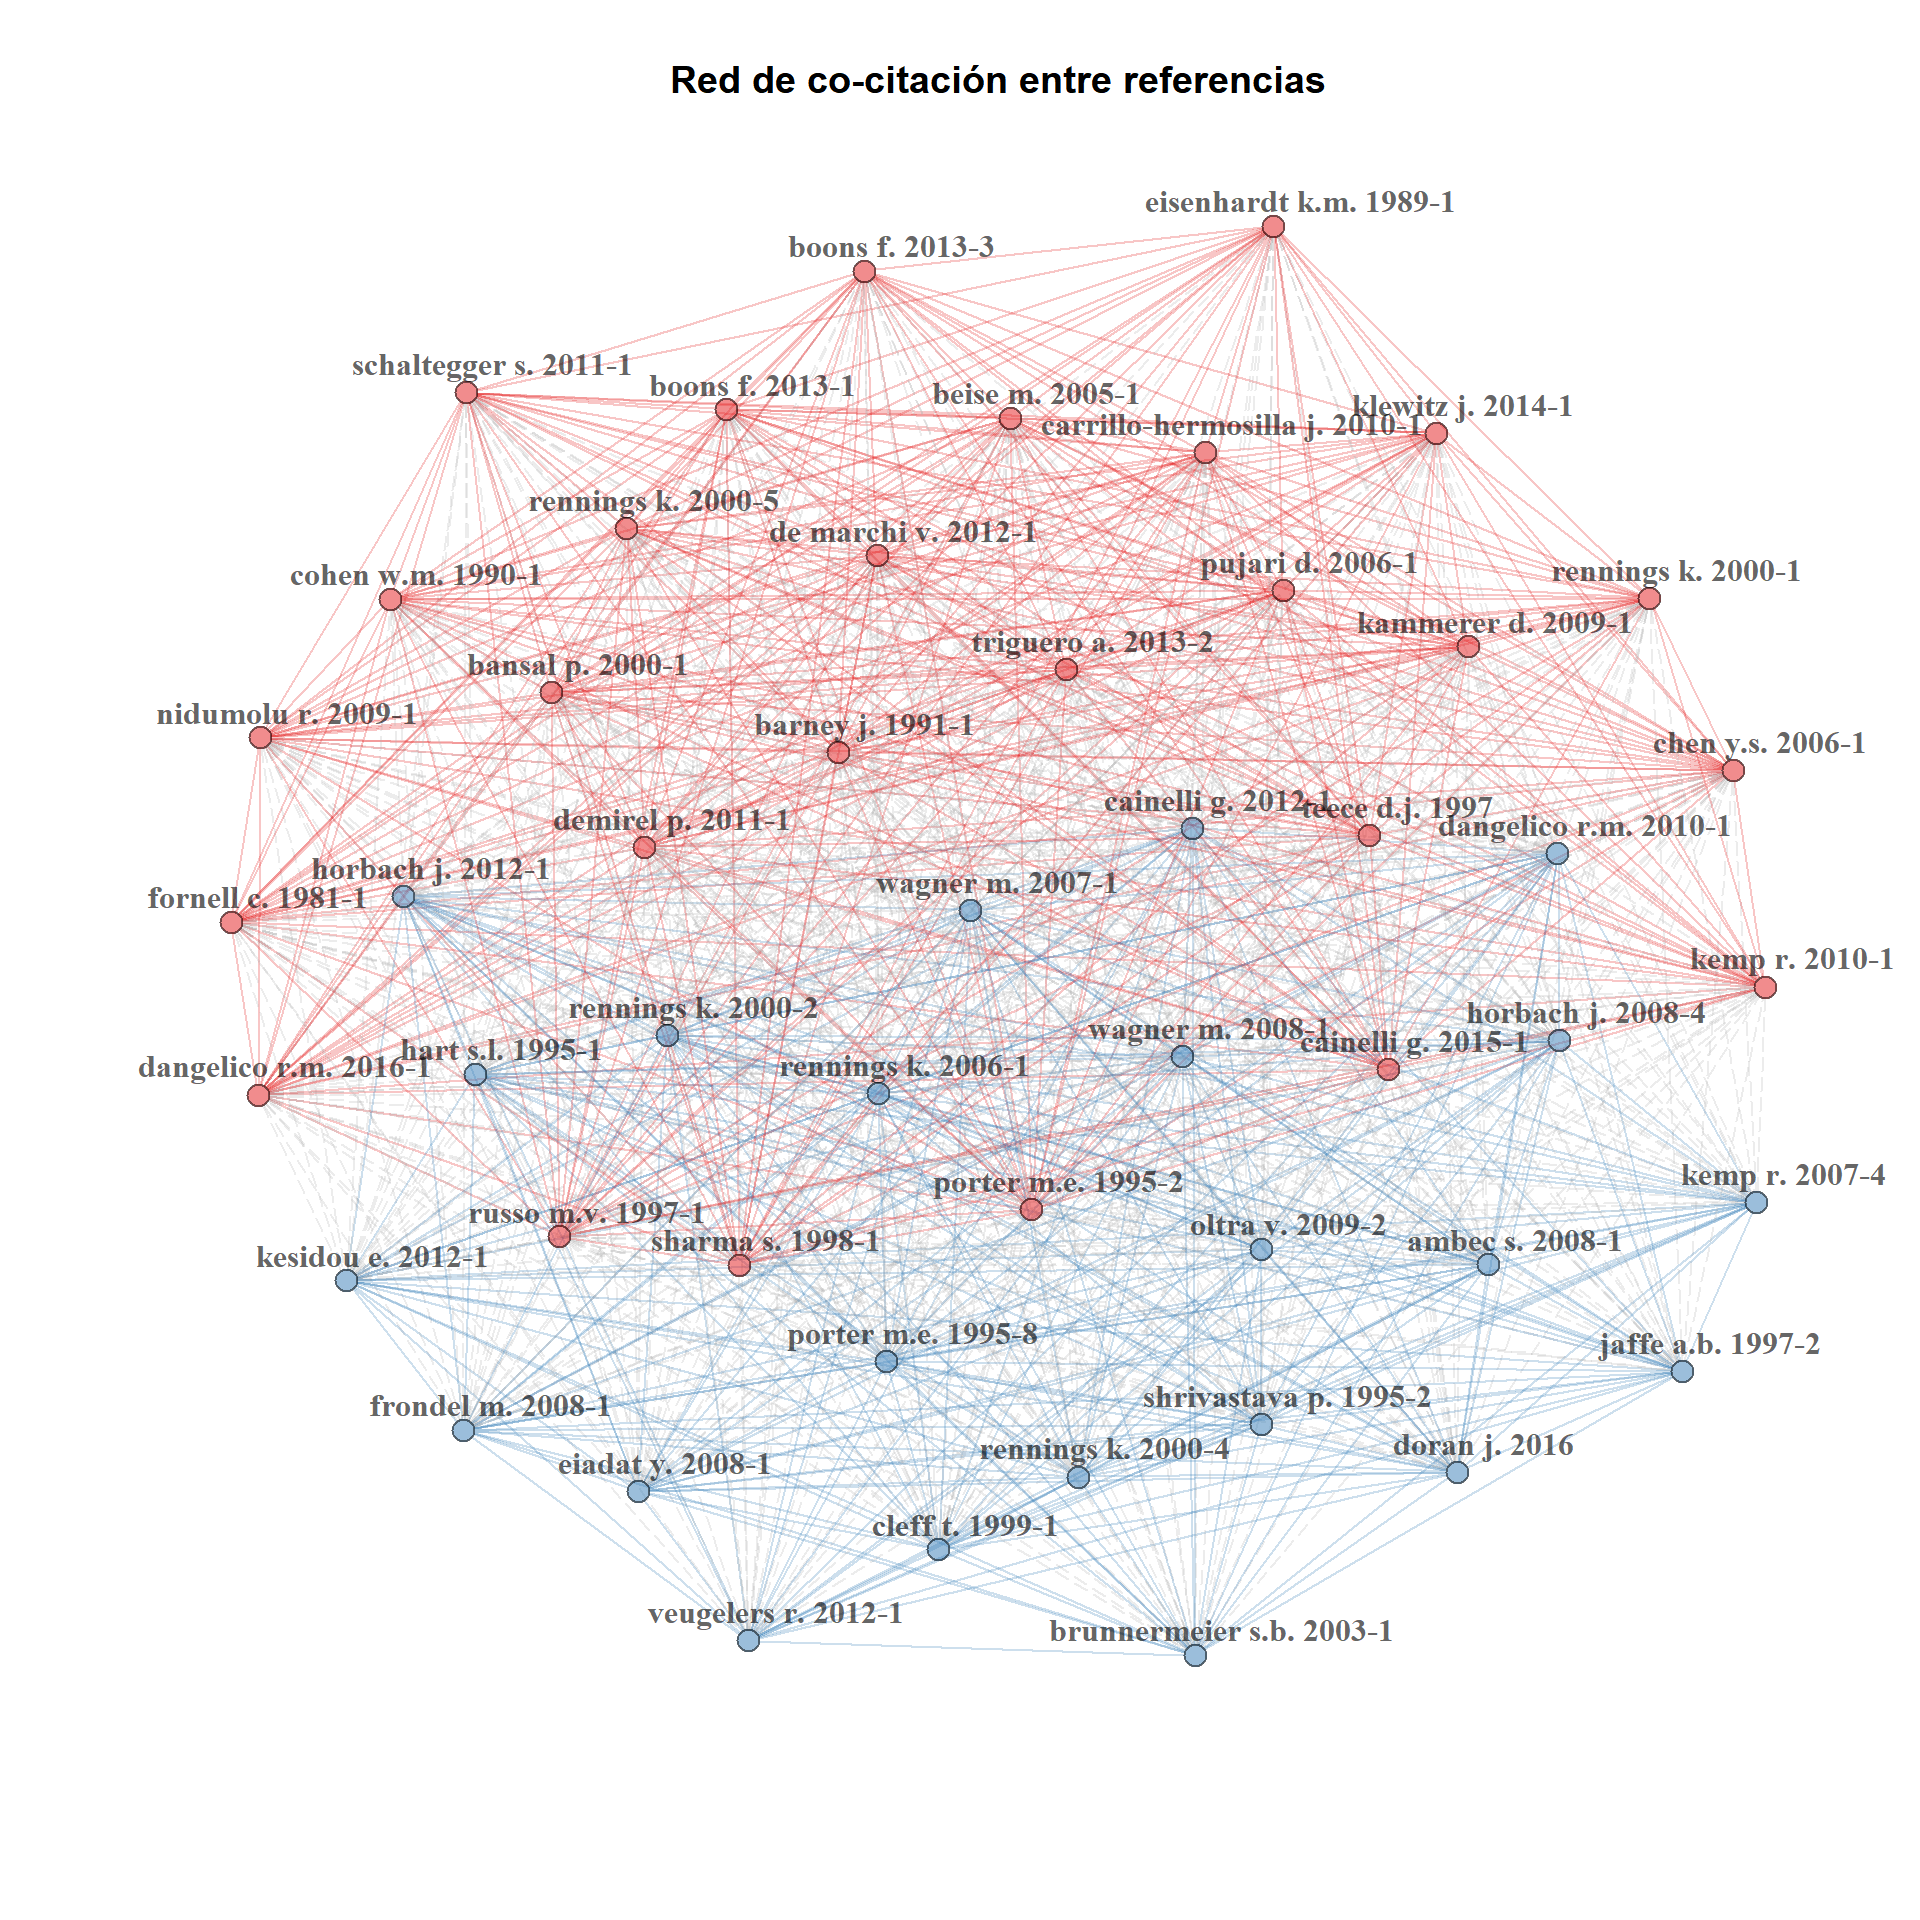 Red de co-citación entre referencias
eisenhardt k.m. 1989-1
boons f. 2013-3
schaltegger s. 2011-1
boons f. 2013-1
beise m. 2005-1
klewitz j. 2014-1
carrillo-hermosilla j. 2010-1
rennings k. 2000-5
de marchi v. 2012-1
pujari d. 2006-1
rennings k. 2000-1
cohen w.m. 1990-1
kammerer d. 2009-1
triguero a. 2013-2
bansal p. 2000-1
nidumolu r. 2009-1
barney j. 1991-1
chen y.s. 2006-1
cainelli g. 2012-1
teece d.j. 1997
demirel p. 2011-1
dangelico r.m. 2010-1
horbach j. 2012-1
wagner m. 2007-1
fornell c. 1981-1
kemp r. 2010-1
rennings k. 2000-2
horbach j. 2008-4
wagner m. 2008-1
cainelli g. 2015-1
hart s.l. 1995-1
dangelico r.m. 2016-1
rennings k. 2006-1
kemp r. 2007-4
porter m.e. 1995-2
russo m.v. 1997-1
oltra v. 2009-2
sharma s. 1998-1
ambec s. 2008-1
kesidou e. 2012-1
porter m.e. 1995-8
jaffe a.b. 1997-2
shrivastava p. 1995-2
frondel m. 2008-1
rennings k. 2000-4
doran j. 2016
eiadat y. 2008-1
cleff t. 1999-1
veugelers r. 2012-1
brunnermeier s.b. 2003-1